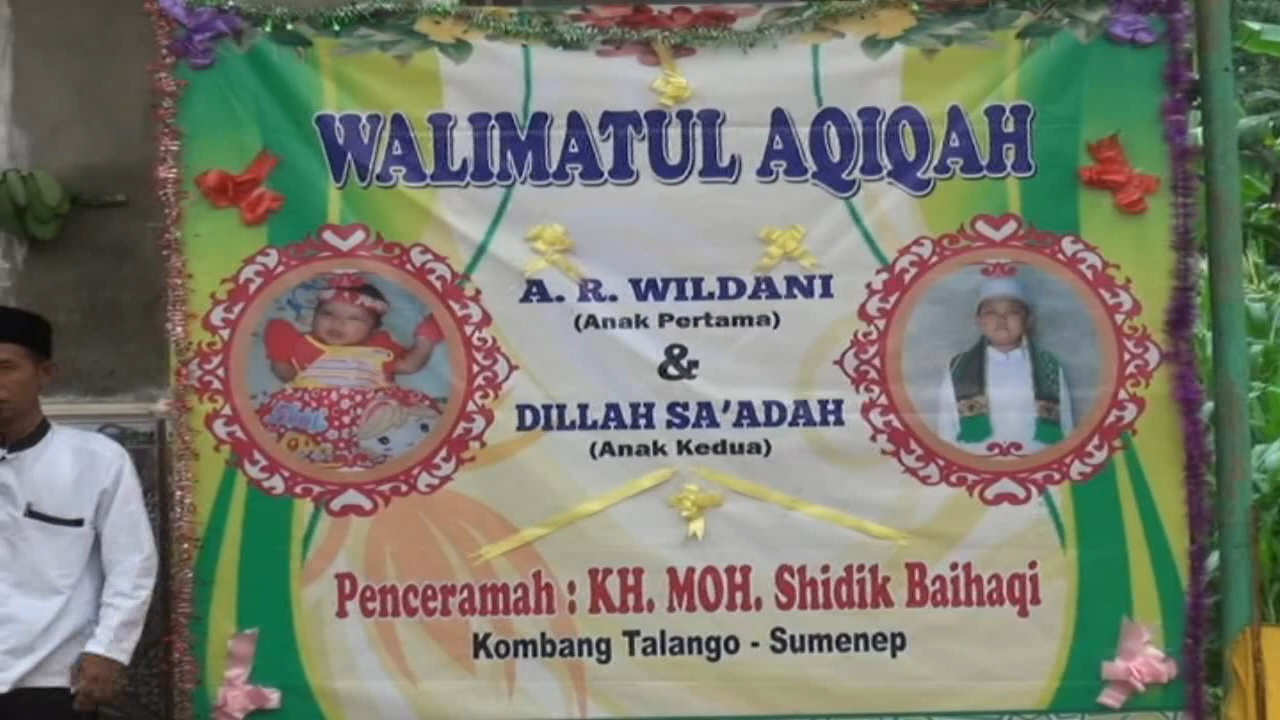 WALIMATUL AQIQAH
A. R. WILDANI
(Anak Pertama)
&
DILLAH SA'ADAH
(Anak Kedua)
Penceramah : KH. MOH. Shidik Baihaqi
Kombang Talango - Sumenep